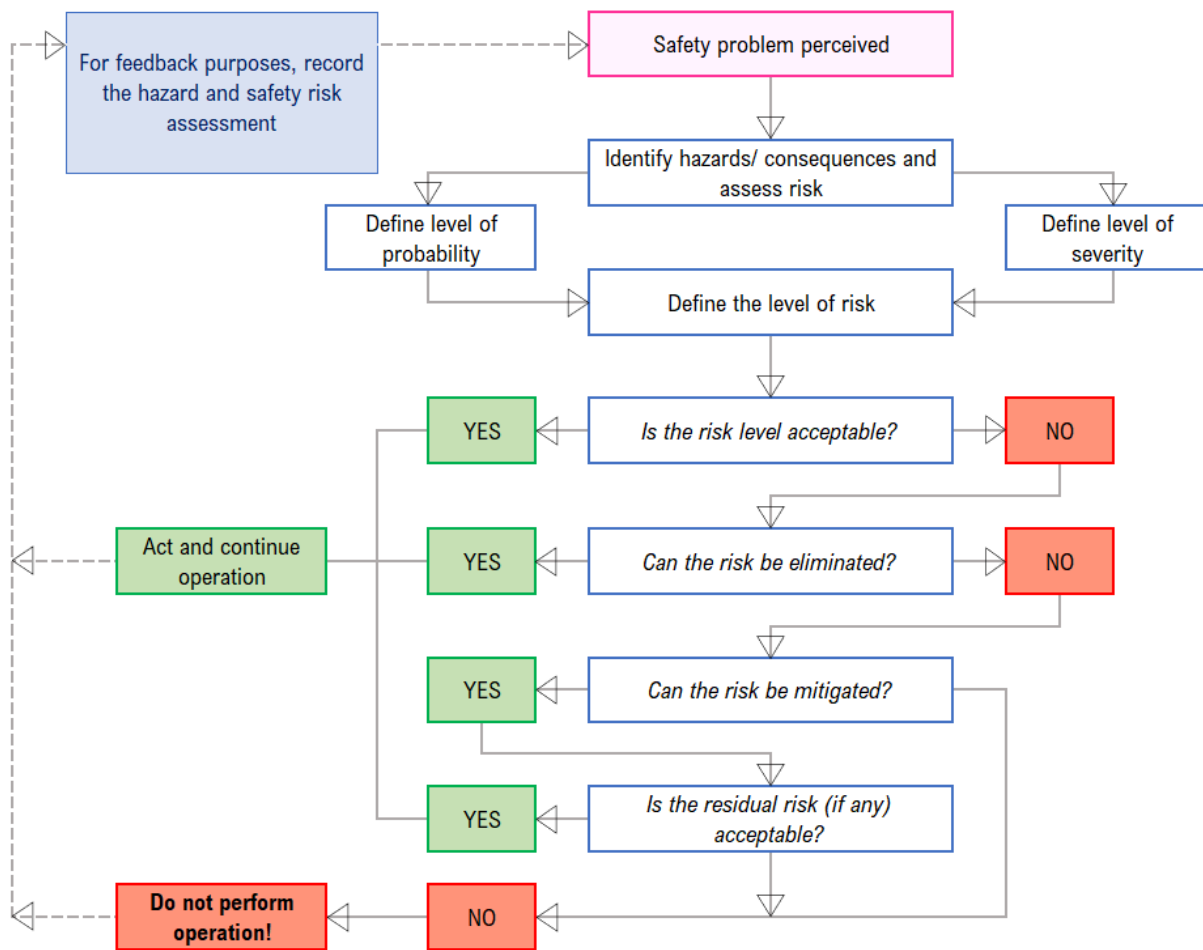 For feedback purposes, record
the hazard and safety risk
assessment
Safety problem perceived
Identify hazards/ consequences and
assess risk
Define level of
probability
Define level of
severity
Define the level of risk
YES
Is the risk level acceptable?
NO
Act and continue
operation
YES
Can the risk be eliminated?
NO
YES
Can the risk be mitigated?
YES
Is the residual risk (if any)
acceptable?
Do not perform
operation!
NO